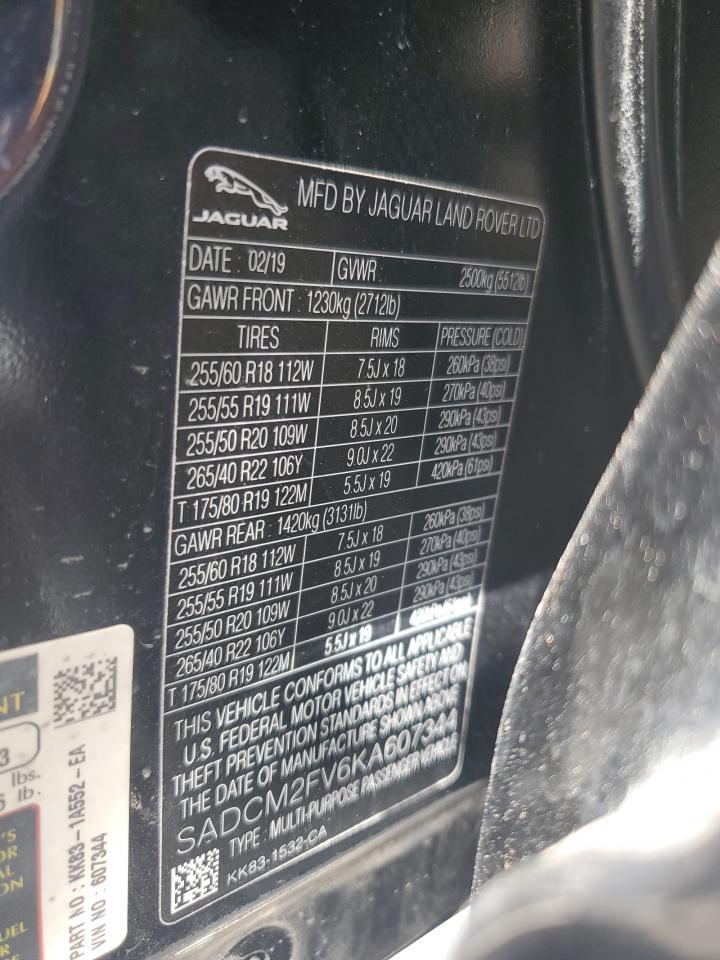 JAGUAR
MFD BY JAGUAR LAND ROVER LTD
DATE : 02/19 GVWR : 2500kg (5512lb)
GAWR FRONT : 1230kg (2712lb)
TIRES RIMS PRESSURE (COLD)
255/60 R18 112W 7.5J x 18 260kPa (38psi)
255/55 R19 111W 8.5J x 19 270kPa (40psi)
255/50 R20 109W 8.5J x 20 290kPa (43psi)
265/40 R22 106Y 9.0J x 22 290kPa (43psi)
T 175/80 R19 122M 5.5J x 19 420kPa (61psi)
GAWR REAR : 1420kg (3131lb)
255/60 R18 112W 7.5J x 18 260kPa (38psi)
255/55 R19 111W 8.5J x 19 270kPa (40psi)
255/50 R20 109W 8.5J x 20 290kPa (43psi)
265/40 R22 106Y 9.0J x 22 290kPa (43psi)
T 175/80 R19 122M 5.5J x 19 420kPa (61psi)
THIS VEHICLE CONFORMS TO ALL APPLICABLE
U.S. FEDERAL MOTOR VEHICLE SAFETY AND
THEFT PREVENTION STANDARDS IN EFFECT ON
THE DATE OF MANUFACTURE SHOWN ABOVE
SADCM2FV6KA607344
TYPE : MULTI-PURPOSE PASSENGER VEHICLE
KK83-1532-CA
PART NO : KK83-1A552-EA
VIN NO : 607344
NT
3
lbs.
lb.